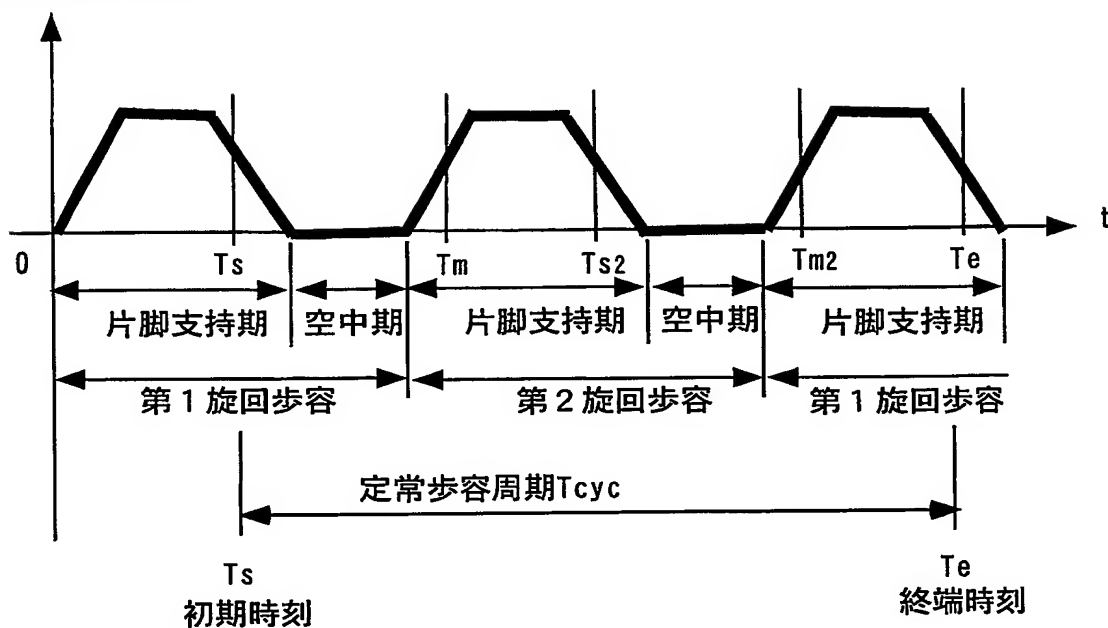 t
0 Ts Tm Ts2 Tm2 Te
片脚支持期 空中期 片脚支持期 空中期 片脚支持期
第1旋回歩容 第2旋回歩容 第1旋回歩容
定常歩容周期Tcyc
Ts Te
初期時刻 終端時刻